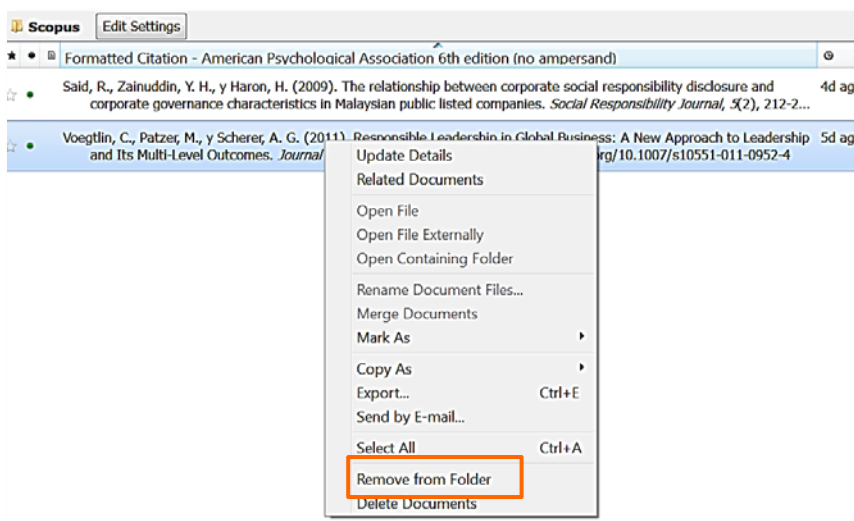 Scopus Edit Settings
Formatted Citation - American Psychological Association 6th edition (no ampersand)
Said, R., Zainuddin, Y. H., y Haron, H. (2009). The relationship between corporate social responsibility disclosure and 4d ag
corporate governance characteristics in Malaysian public listed companies. Social Responsibility Journal, 5(2), 212-2...
Voegtlin, C., Patzer, M., y Scherer, A. G. (2011). Responsible Leadership in Global Business: A New Approach to Leadership 5d ag
and Its Multi-Level Outcomes. Journal rg/10.1007/s10551-011-0952-4
Update Details
Related Documents
Open File
Open File Externally
Open Containing Folder
Rename Document Files...
Merge Documents
Mark As
Copy As
Export... Ctrl+E
Send by E-mail...
Select All Ctrl+A
Remove from Folder
Delete Documents